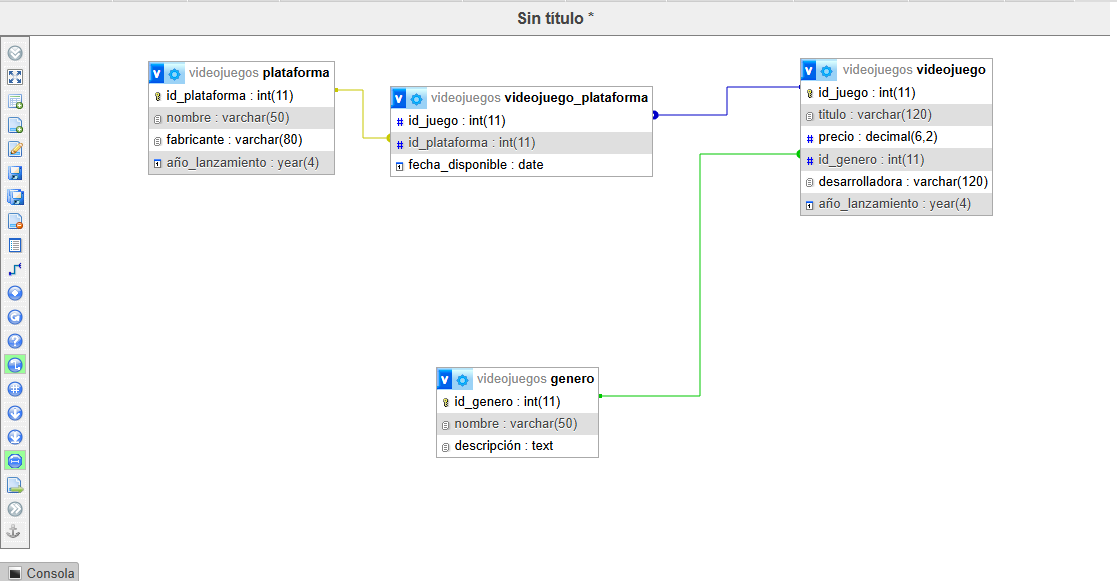 Sin título *
v videojuegos plataforma
id_plataforma : int(11)
nombre : varchar(50)
fabricante : varchar(80)
año_lanzamiento : year(4)
v videojuegos videojuego_plataforma
# id_juego : int(11)
# id_plataforma : int(11)
fecha_disponible : date
v videojuegos videojuego
id_juego : int(11)
titulo : varchar(120)
# precio : decimal(6,2)
# id_genero : int(11)
desarrolladora : varchar(120)
año_lanzamiento : year(4)
v videojuegos genero
id_genero : int(11)
nombre : varchar(50)
descripción : text
Consola